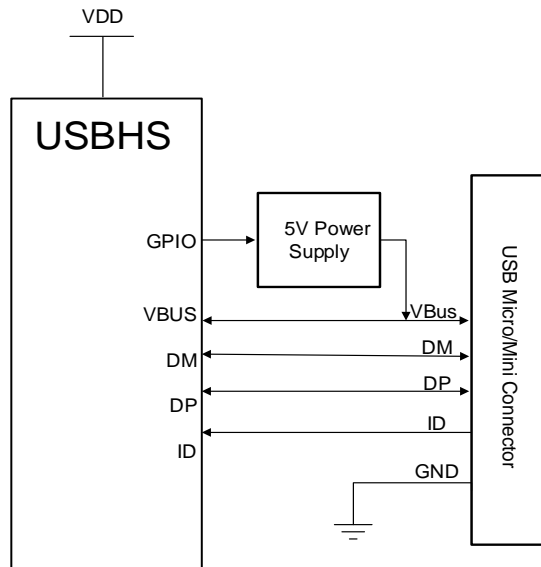 VDD
USBHS
GPIO
5V Power
Supply
VBUS
VBus
DM
DM
DP
DP
ID
ID
GND
USB Micro/Mini Connector